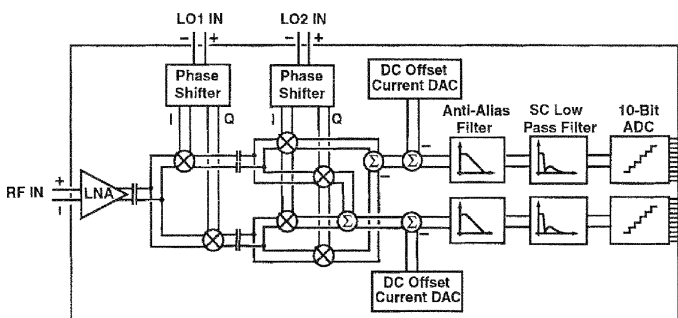 LO1 IN
LO2 IN
− +
− +
Phase
Shifter
Phase
Shifter
DC Offset
Current DAC
I Q
I Q
Anti-Alias
Filter
SC Low
Pass Filter
10-Bit
ADC
−
Σ
Σ
−
RF IN
+
LNA
Σ
Σ
−
DC Offset
Current DAC